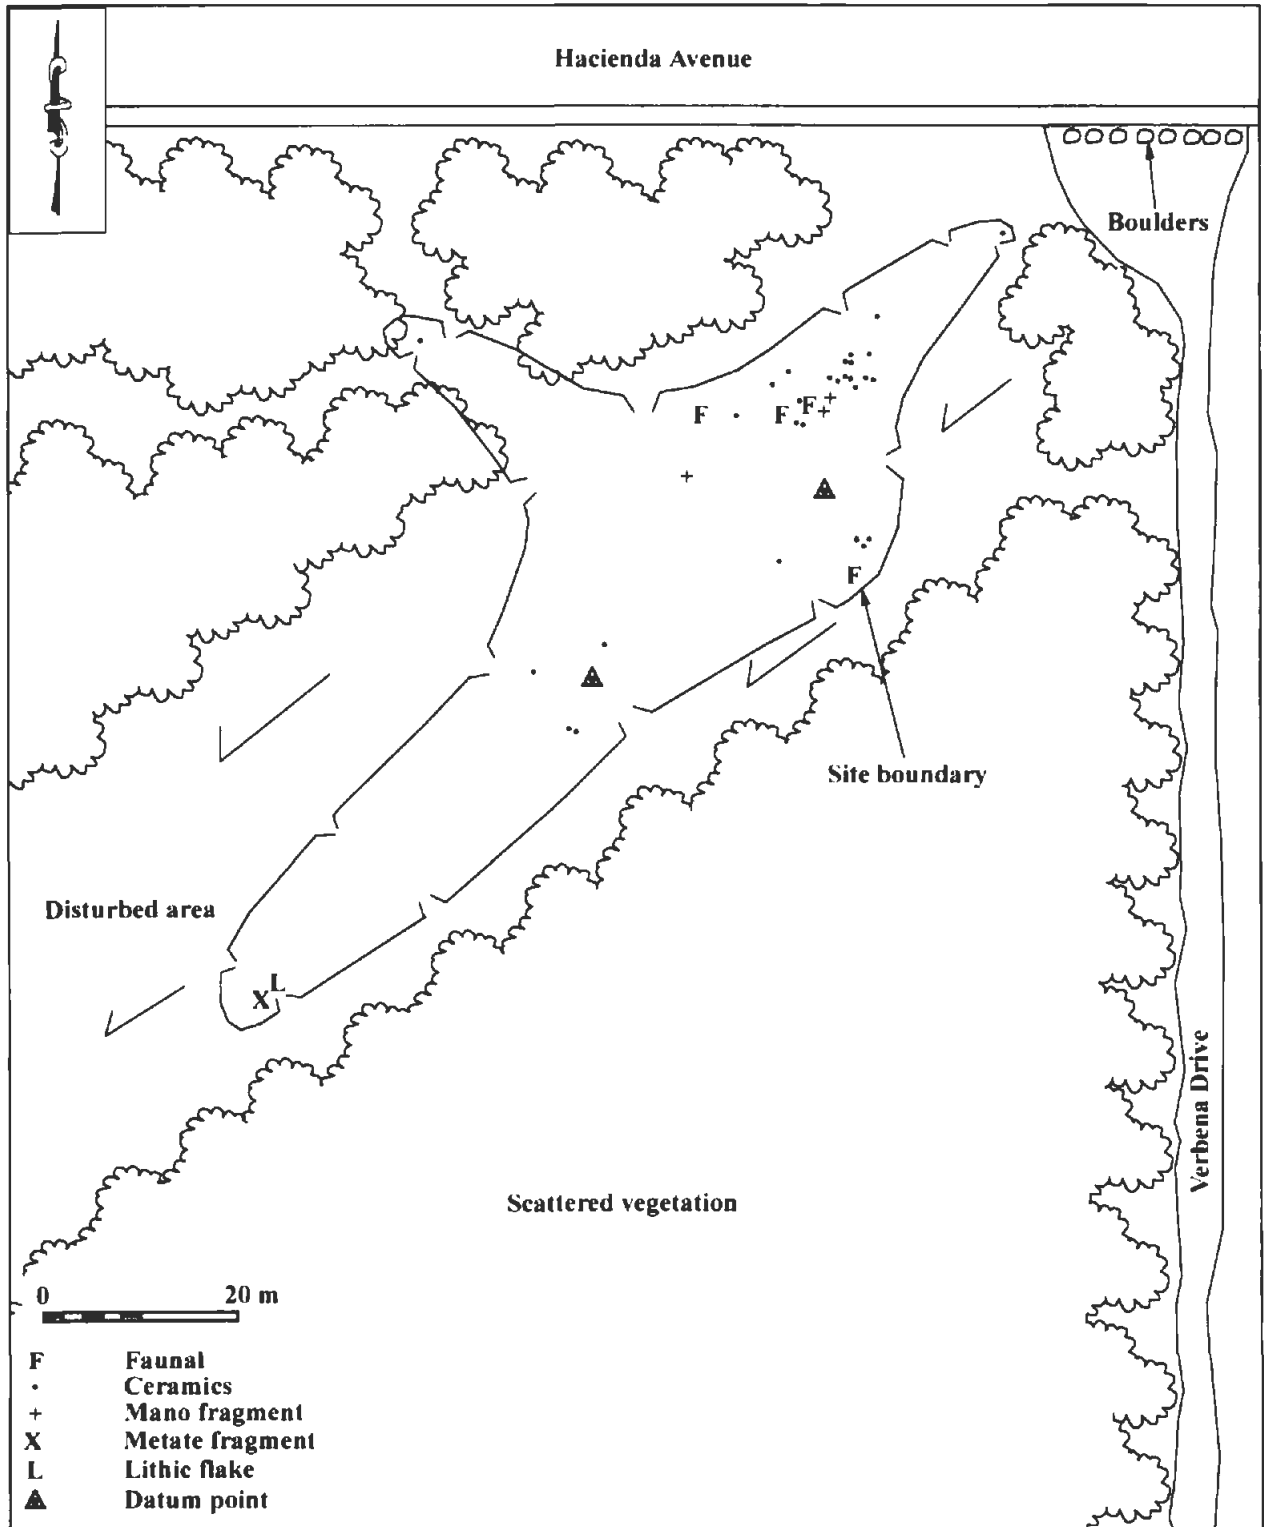 Hacienda Avenue
Boulders
F
F
F
F
Site boundary
Disturbed area
L
X
Verbena Drive
Scattered vegetation
0 20 m
F Faunal
· Ceramics
+ Mano fragment
X Metate fragment
L Lithic flake
Datum point